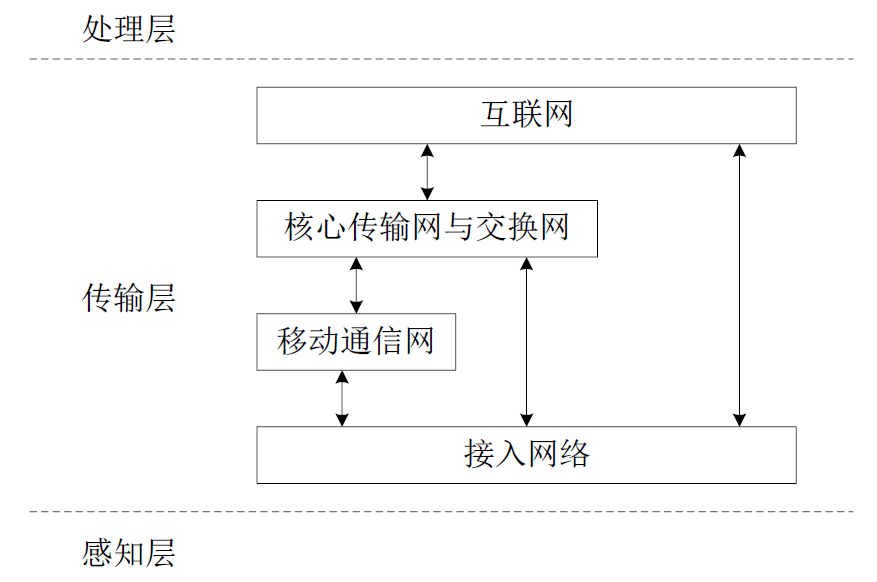 处理层
互联网
核心传输网与交换网
传输层
移动通信网
接入网络
感知层